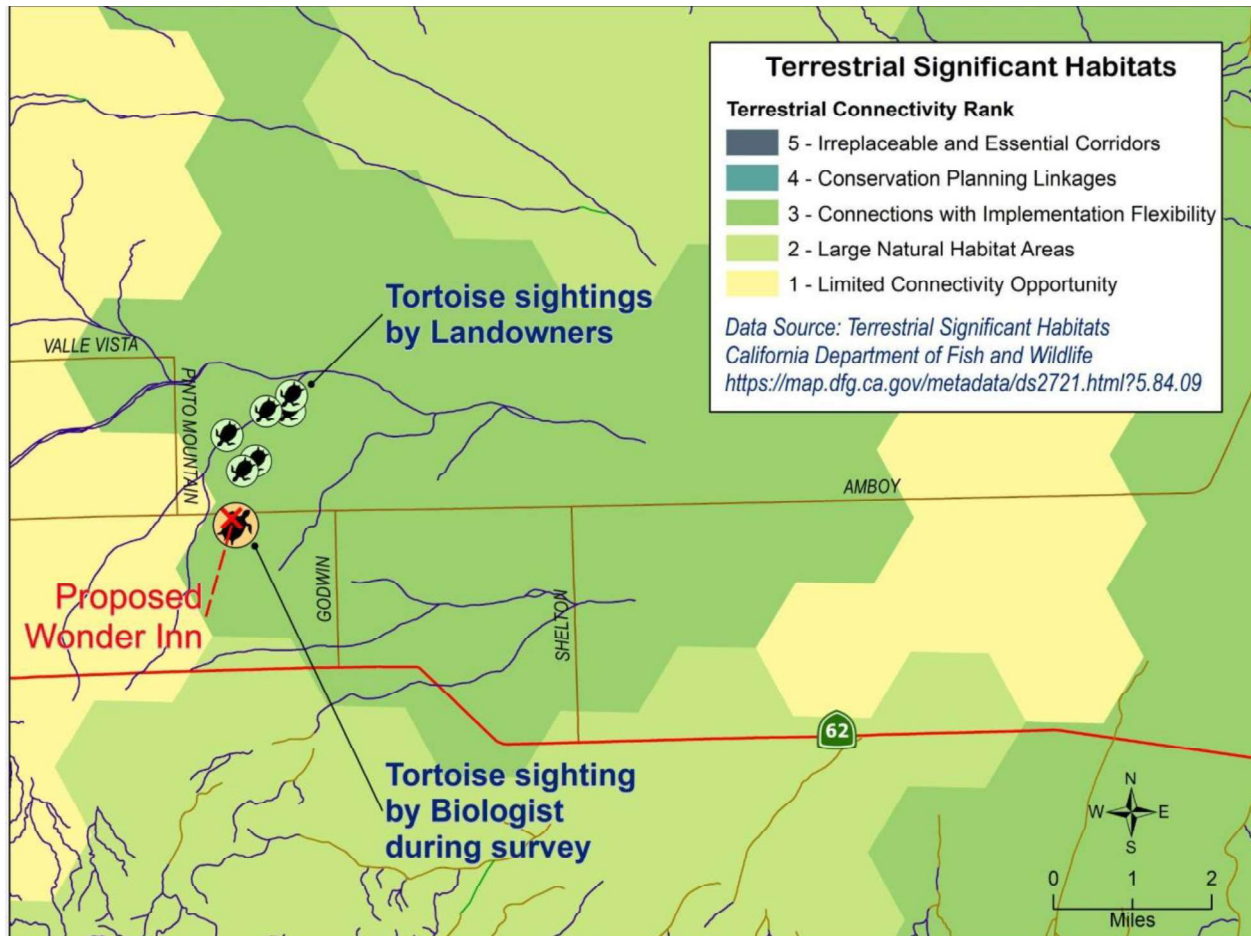 Terrestrial Significant Habitats
Terrestrial Connectivity Rank
5 - Irreplaceable and Essential Corridors
4 - Conservation Planning Linkages
3 - Connections with Implementation Flexibility
2 - Large Natural Habitat Areas
1 - Limited Connectivity Opportunity
Data Source: Terrestrial Significant Habitats
California Department of Fish and Wildlife
https://map.dfg.ca.gov/metadata/ds2721.html?5.84.09
Tortoise sightings
by Landowners
VALLE VISTA
PINTO MOUNTAIN
AMBOY
GODWIN
SHELTON
Proposed
Wonder Inn
62
Tortoise sighting
by Biologist
during survey
N
W E
S
0 1 2
Miles